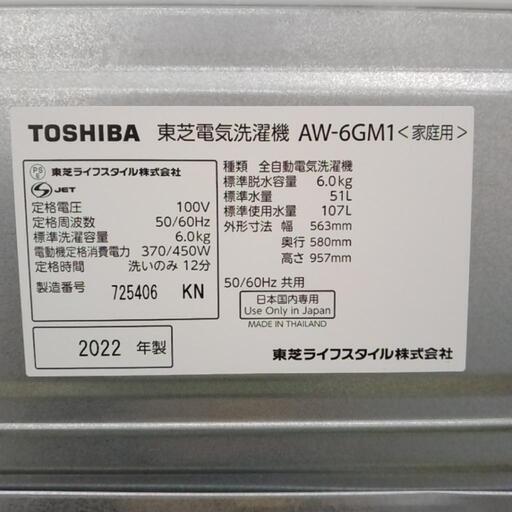 TOSHIBA 東芝電気洗濯機 AW-6GM1<家庭用>
PS E 東芝ライフスタイル株式会社
S JET
定格電圧 100V
定格周波数 50/60Hz
標準洗濯容量 6.0kg
電動機定格消費電力 370/450W
定格時間 洗いのみ 12分
製造番号 725406 KN
2022 年製
種類 全自動電気洗濯機
標準脱水容量 6.0kg
標準水量 51L
標準使用水量 107L
外形寸法 幅 563mm
奥行 580mm
高さ 957mm
50/60Hz 共用
日本国内専用
Use Only in Japan
MADE IN THAILAND
東芝ライフスタイル株式会社